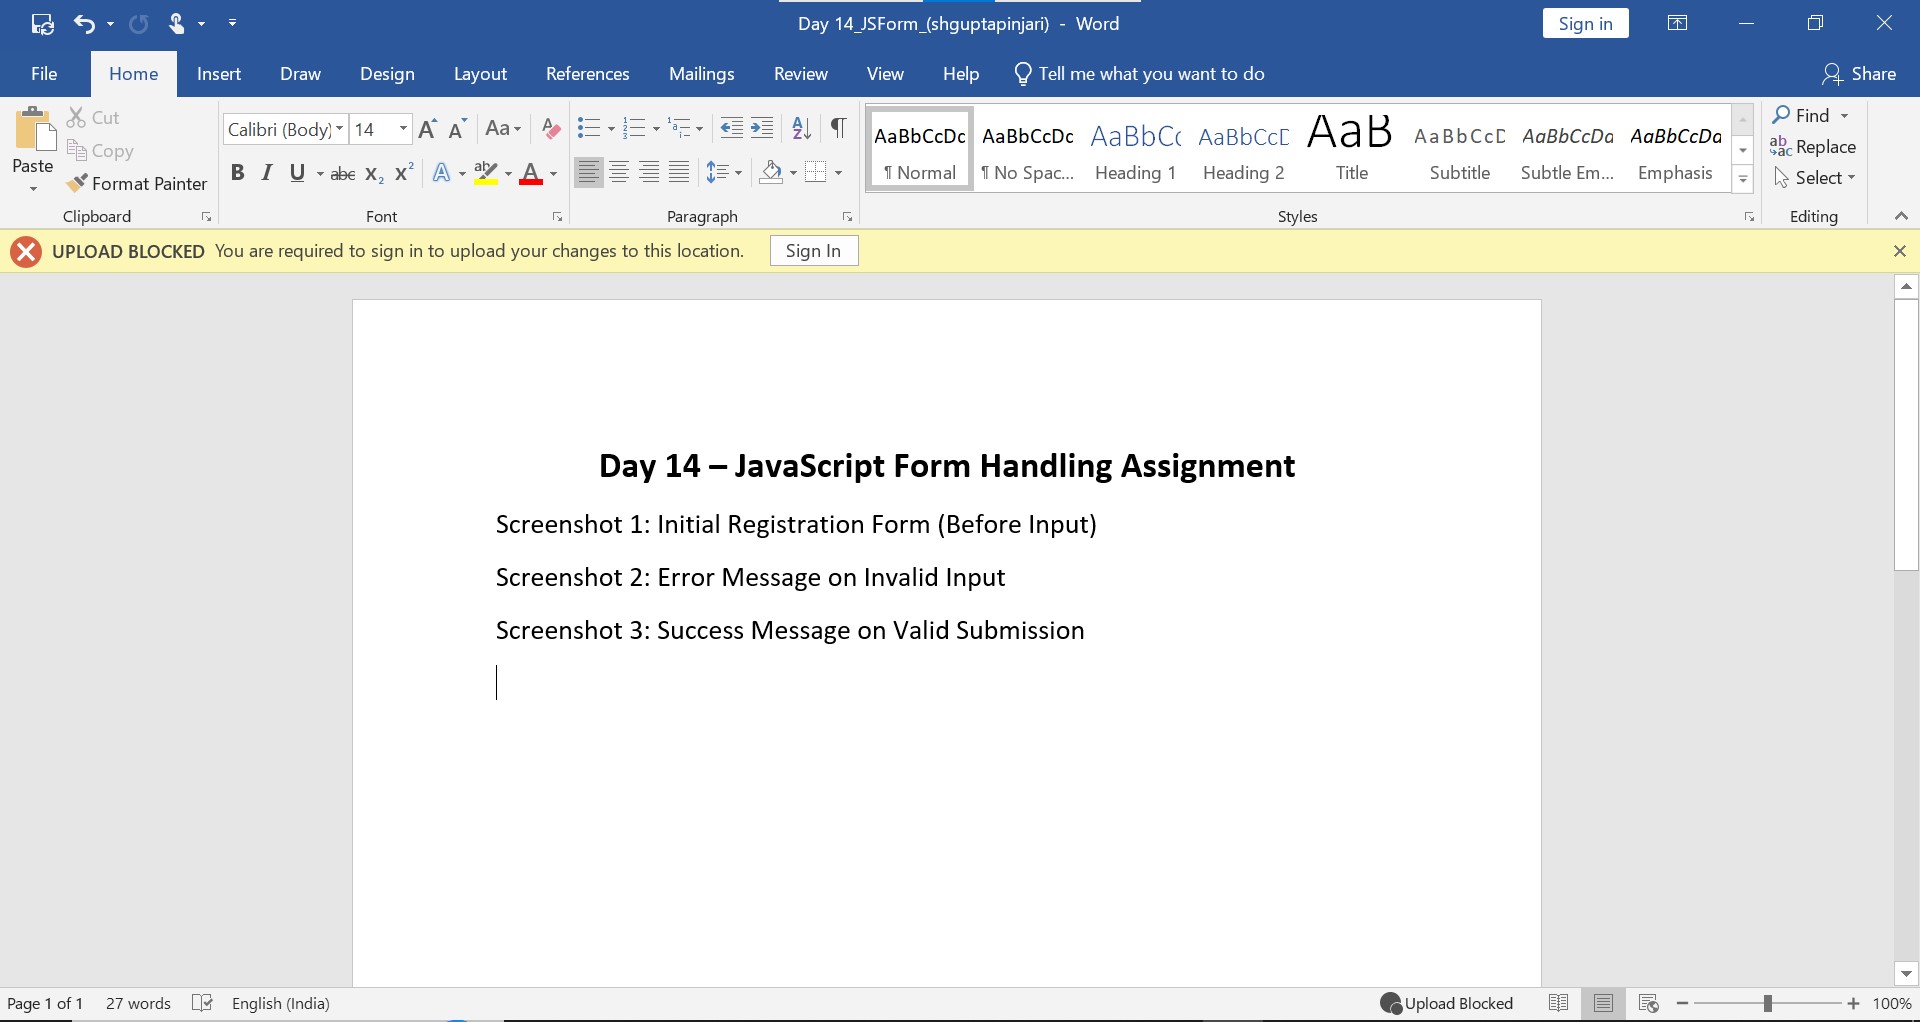 Day 14_JSForm_(shguptapinjari) - Word
Sign in
File Home Insert Draw Design Layout References Mailings Review View Help Tell me what you want to do Share
Paste
Cut
Copy
Format Painter
Clipboard
Calibri (Body) 14 Aa
B I U abc X₂ X² A ab A
Font
Paragraph
AaBbCcDc AaBbCcDc AaBbCc AaBbCcD AaB AaBbCcD AaBbCcDa AaBbCcDa
¶ Normal ¶ No Spac... Heading 1 Heading 2 Title Subtitle Subtle Em... Emphasis
Styles
Find
Replace
Select
Editing
UPLOAD BLOCKED You are required to sign in to upload your changes to this location. Sign In
Day 14 – JavaScript Form Handling Assignment
Screenshot 1: Initial Registration Form (Before Input)
Screenshot 2: Error Message on Invalid Input
Screenshot 3: Success Message on Valid Submission
Page 1 of 1 27 words English (India) Upload Blocked 100%